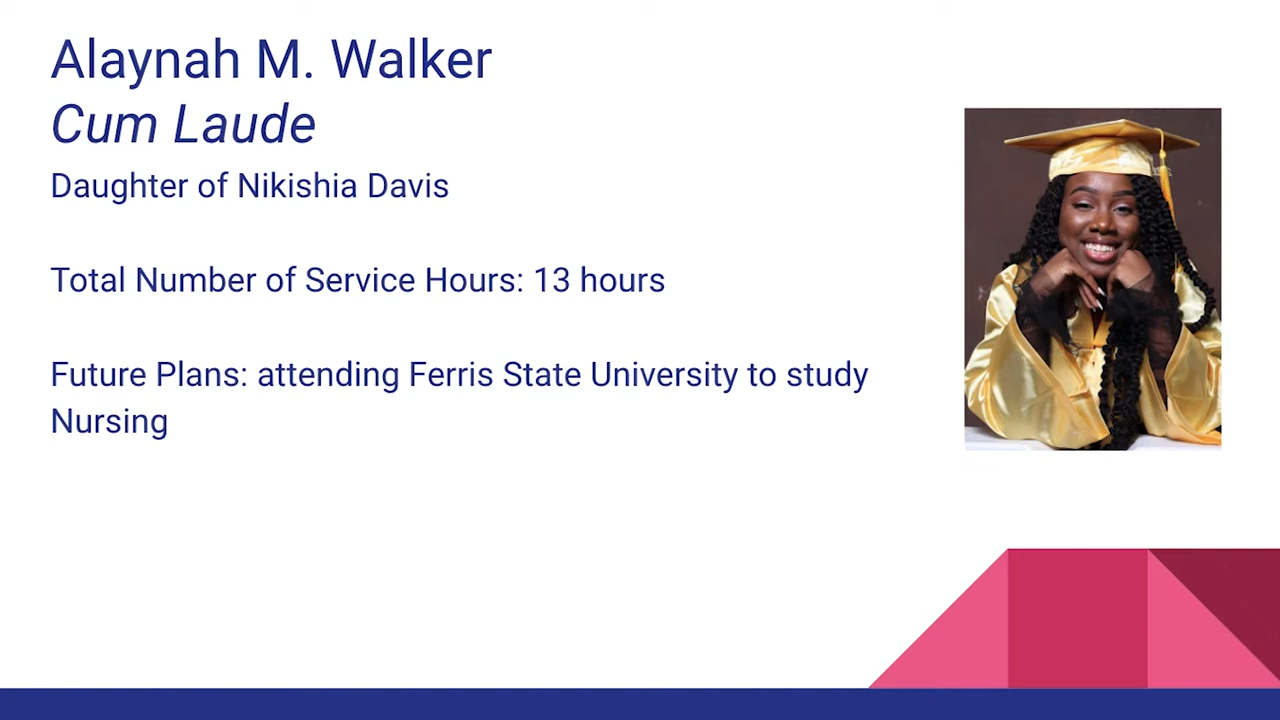 Alaynah M. Walker
Cum Laude
Daughter of Nikishia Davis
Total Number of Service Hours: 13 hours
Future Plans: attending Ferris State University to study
Nursing